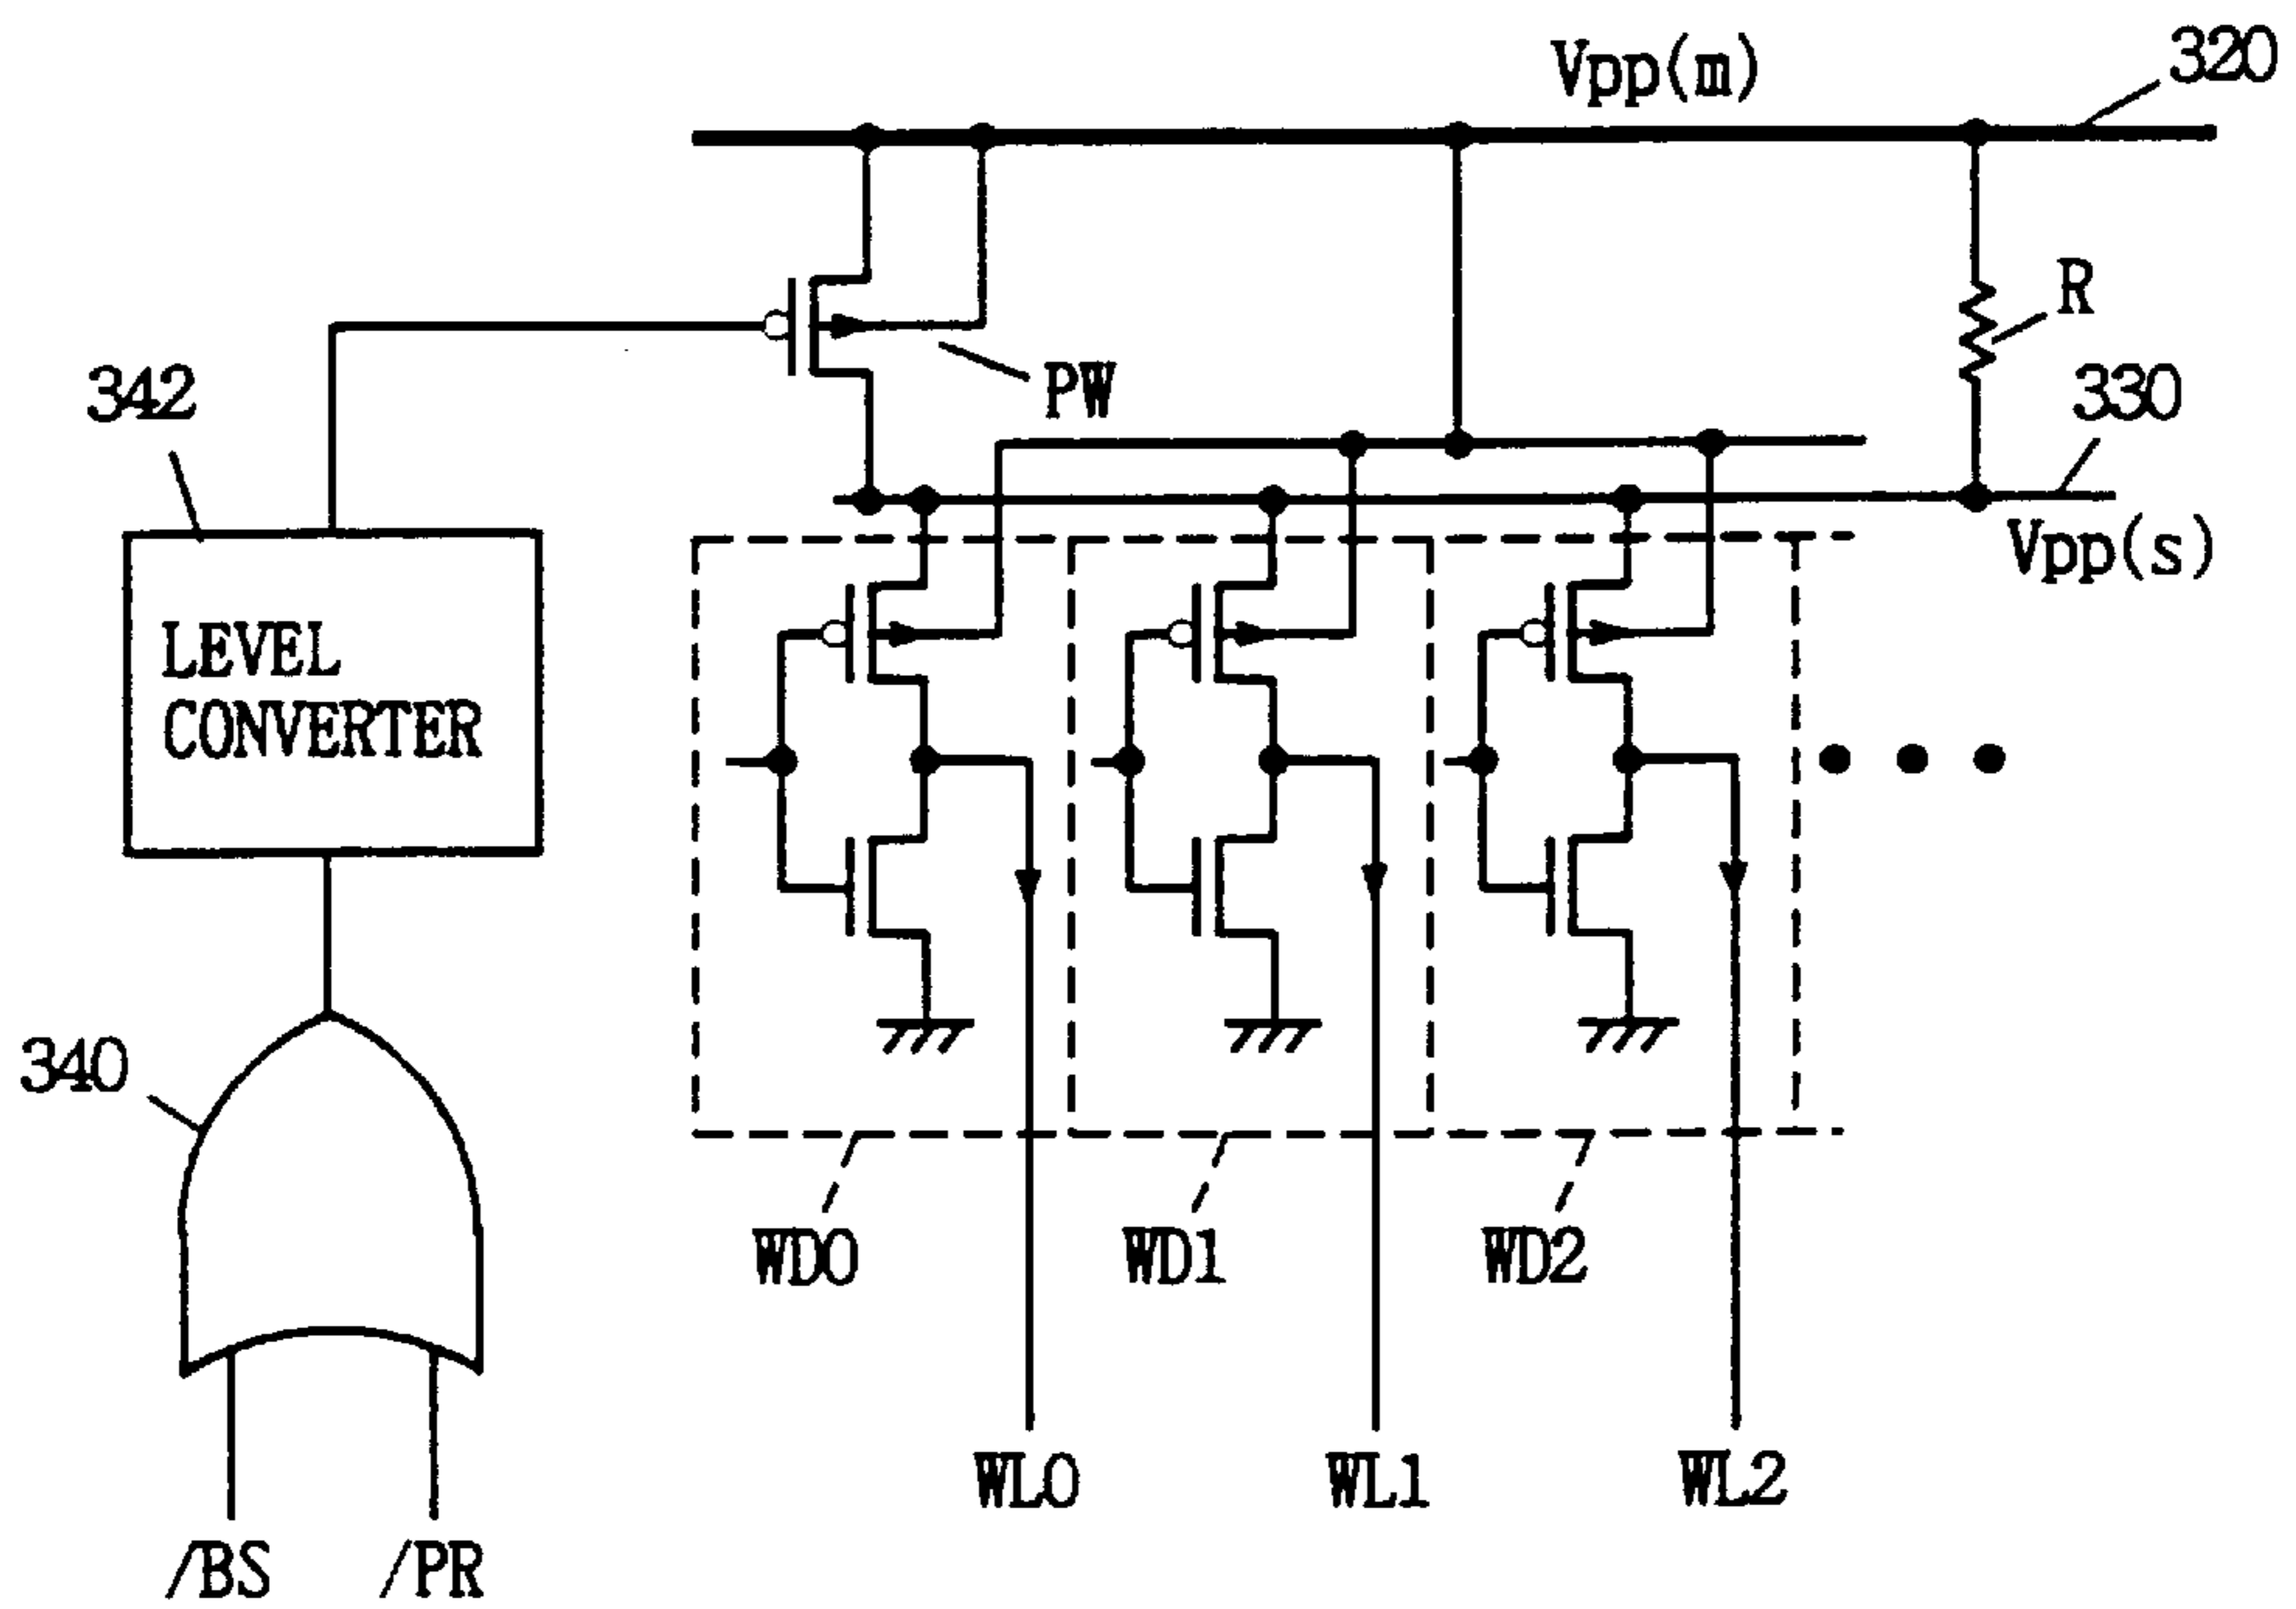 320
Vpp(m)
R
342
PW
330
Vpp(s)
LEVEL
CONVERTER
340
WD0
WD1
WD2
WL0
WL1
WL2
/BS
/PR